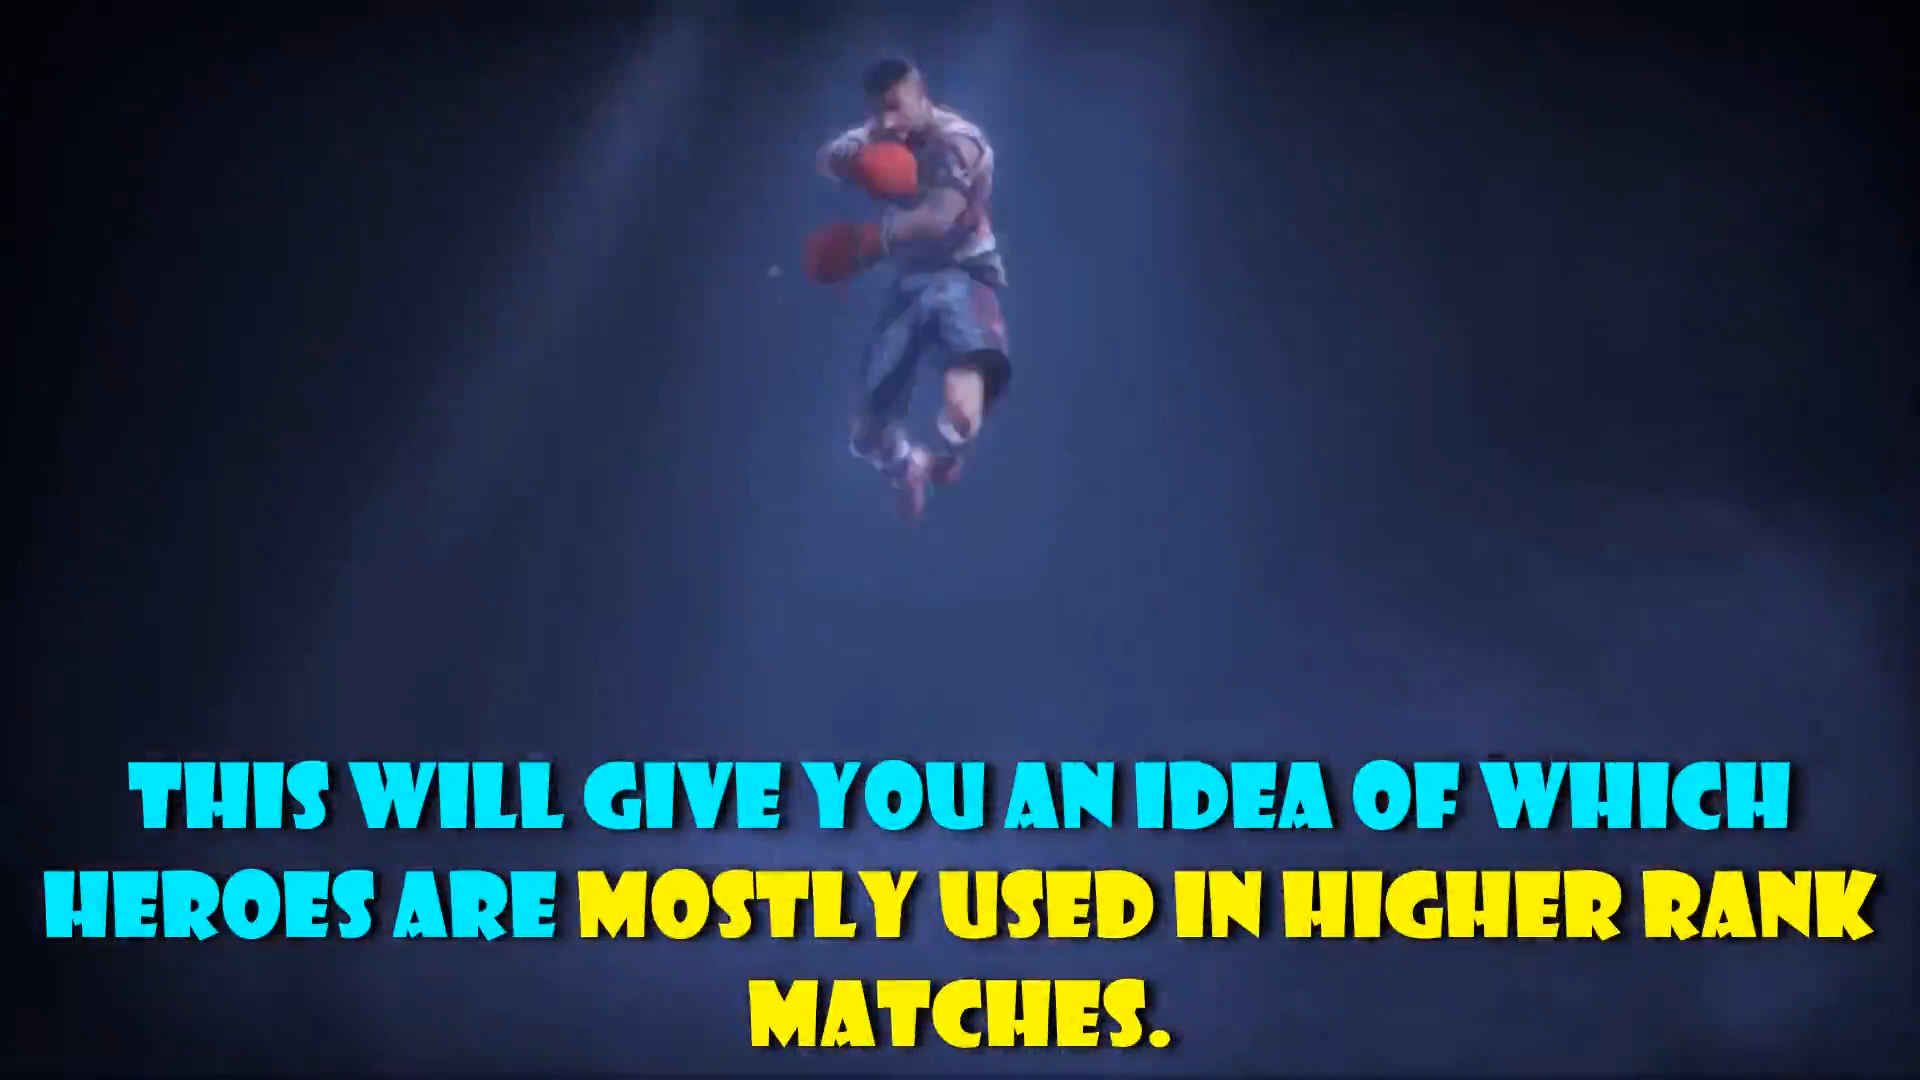 THIS WILL GIVE YOU AN IDEA OF WHICH
HEROES ARE MOSTLY USED IN HIGHER RANK
MATCHES.